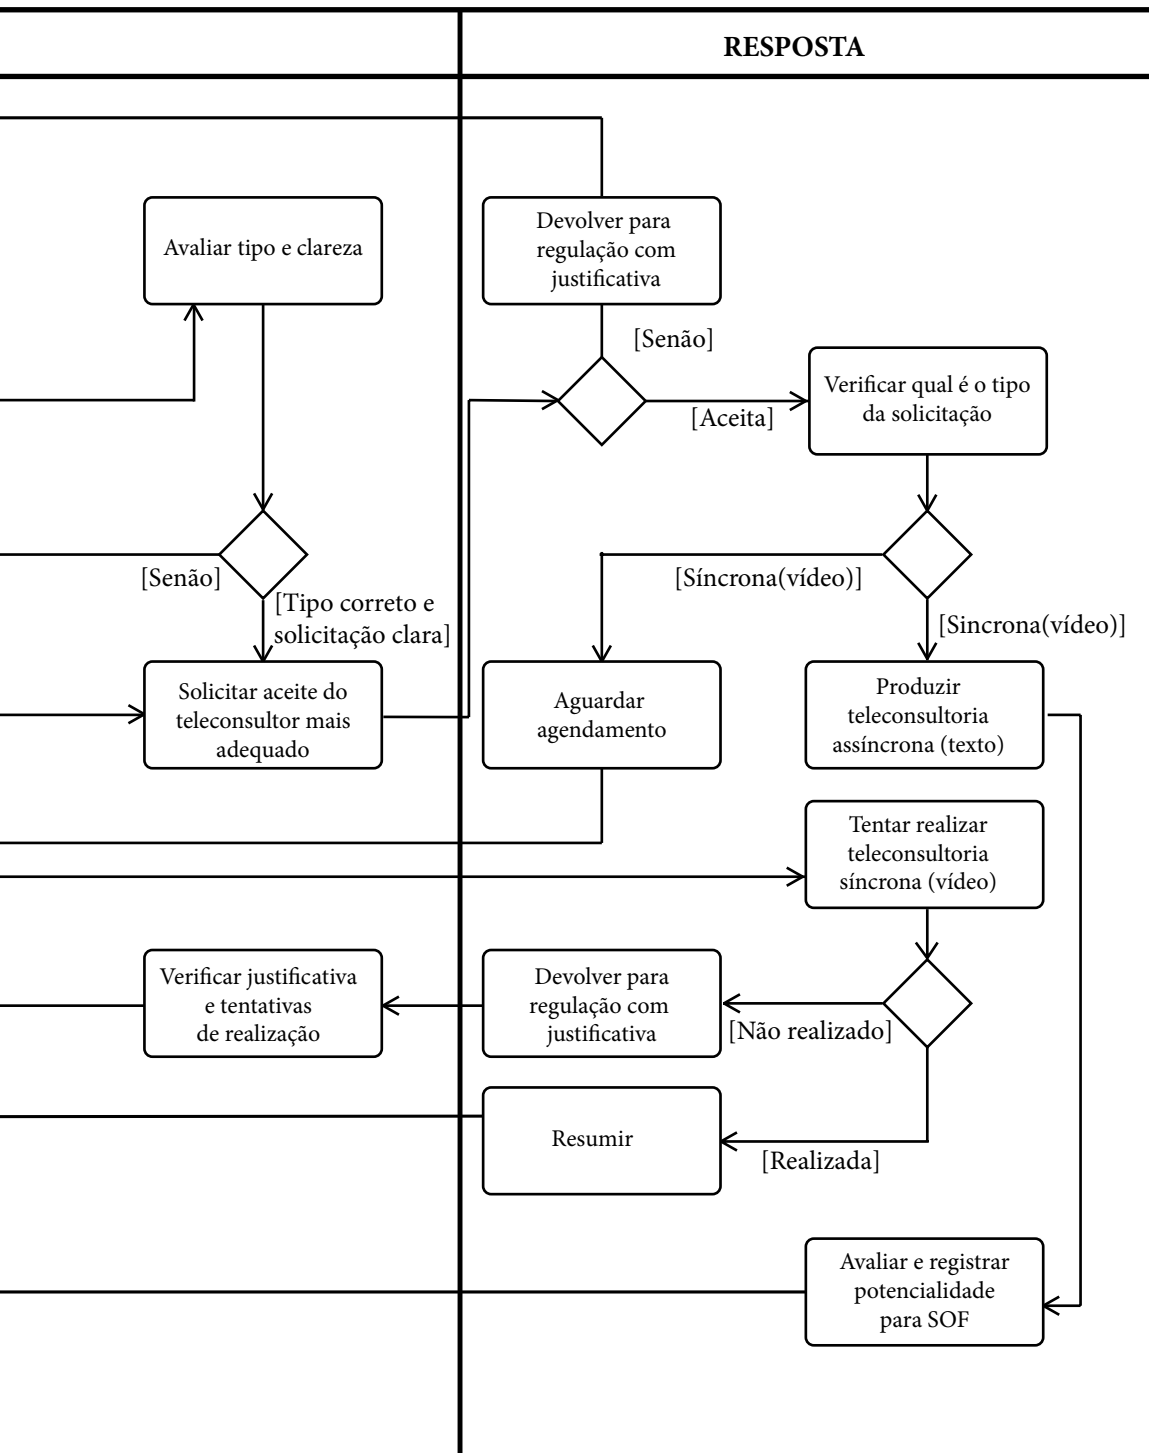 RESPOSTA
Avaliar tipo e clareza
Devolver para
regulação com
justificativa
[Senão]
Verificar qual é o tipo
da solicitação
[Aceita]
[Senão]
[Síncrona(vídeo)]
[Tipo correto e
solicitação clara]
[Sincrona(vídeo)]
Solicitar aceite do
teleconsultor mais
adequado
Aguardar
agendamento
Produzir
teleconsultoria
assíncrona (texto)
Tentar realizar
teleconsultoria
síncrona (vídeo)
Verificar justificativa
e tentativas
de realização
Devolver para
regulação com
justificativa
[Não realizado]
Resumir
[Realizada]
Avaliar e registrar
potencialidade
para SOF